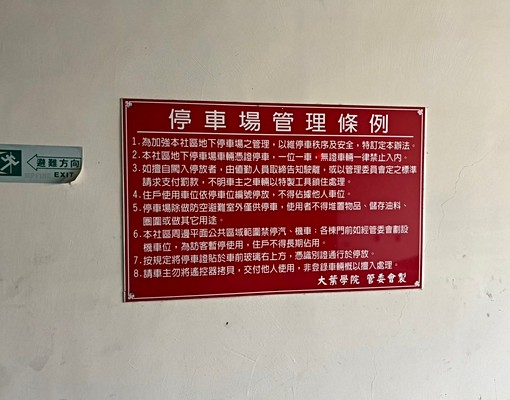 停車場管理條例
1.為加強本社區地下停車場之管理，以維停車秩序及安全，特訂定本辦法。
2.本社區地下停車場車輛憑證停車，一位一車，無證車輛一律禁止入內。
3.如擅自闖入停放者，由值勤人員取締告知駛離，或以管理委員會定之標準
請求支付罰款，不明車主之車輛以特製工具鎖住處理。
4.住戶使用車位依停車位編號停放，不得佔據他人車位。
5.停車場除做防空避難室外僅供停車，使用者不得堆置物品、儲存油料、
圈圍或做其它用途。
6.本社區周邊平面公共區域範圍禁停汽、機車；各棟門前如經管委會劃設
機車位，為訪客暫停使用，住戶不得長期佔用。
7.按規定將停車證貼於車前玻璃右上方，憑識別證通行於停放。
8.請車主勿將遙控器拷貝，交付他人使用，非登錄車輛概以擅入處理。
大葉學院 管委會製
避難方向
EXIT